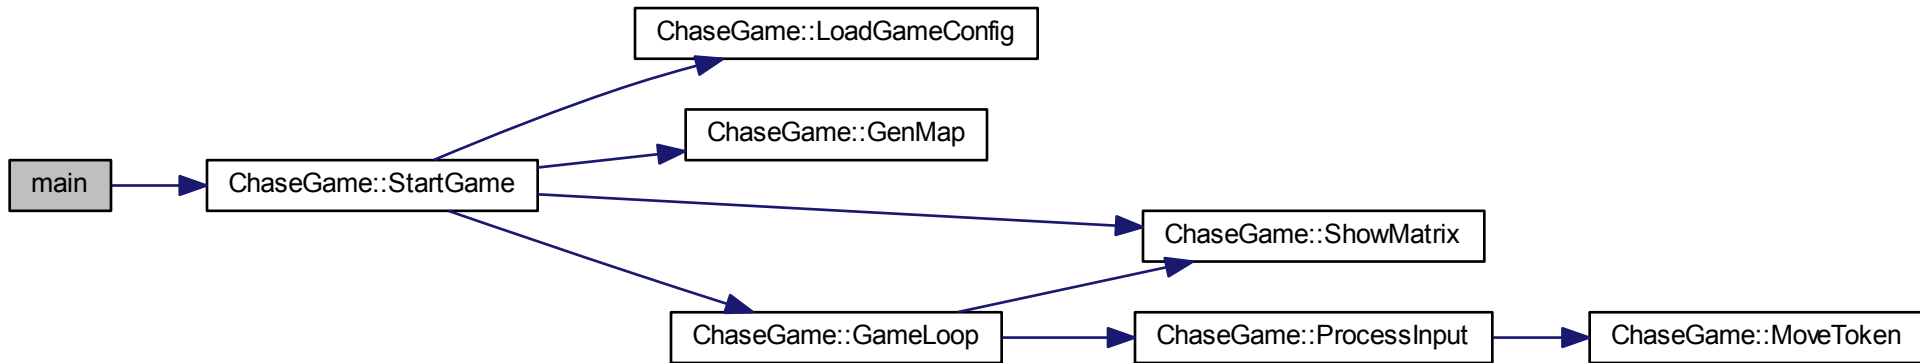 ChaseGame::LoadGameConfig
ChaseGame::GenMap
main
ChaseGame::StartGame
ChaseGame::ShowMatrix
ChaseGame::GameLoop
ChaseGame::ProcessInput
ChaseGame::MoveToken